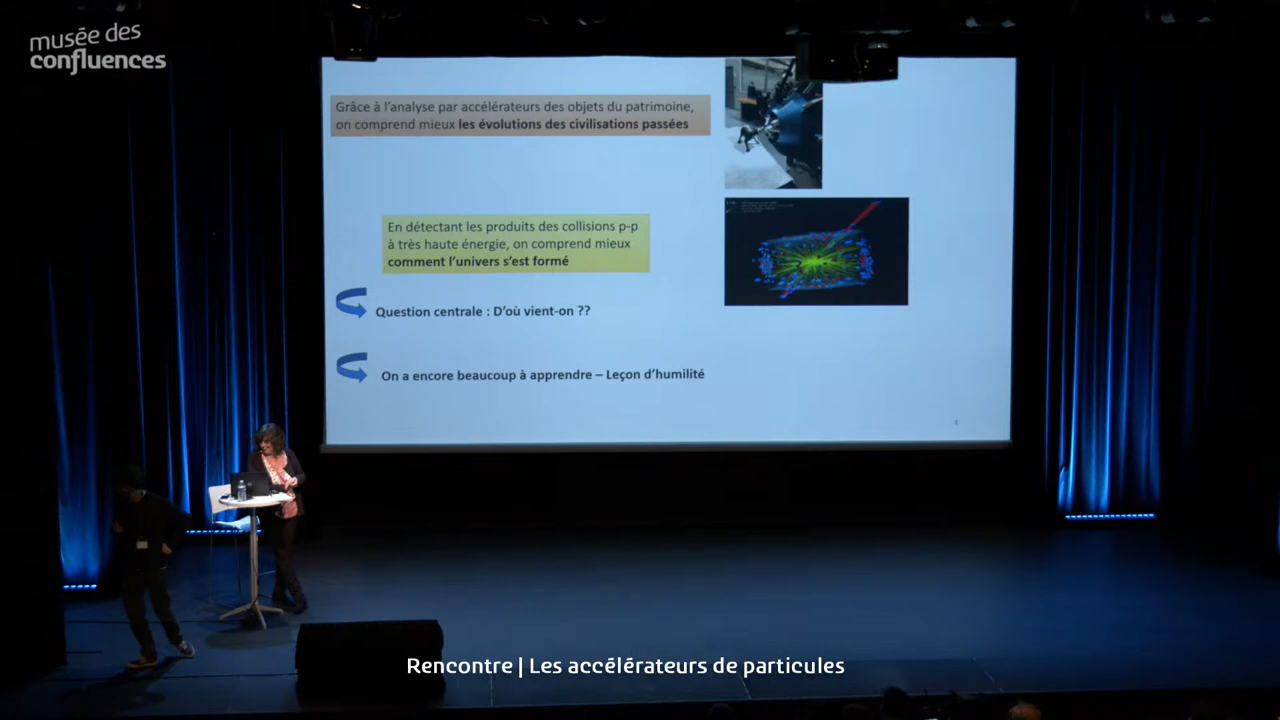 musée des
confluences
Grâce à l'analyse par accélérateurs des objets du patrimoine,
on comprend mieux les évolutions des civilisations passées
En détectant les produits des collisions p-p
à très haute énergie, on comprend mieux
comment l'univers s'est formé
Question centrale : D'où vient-on ??
On a encore beaucoup à apprendre – Leçon d'humilité
Rencontre | Les accélérateurs de particules